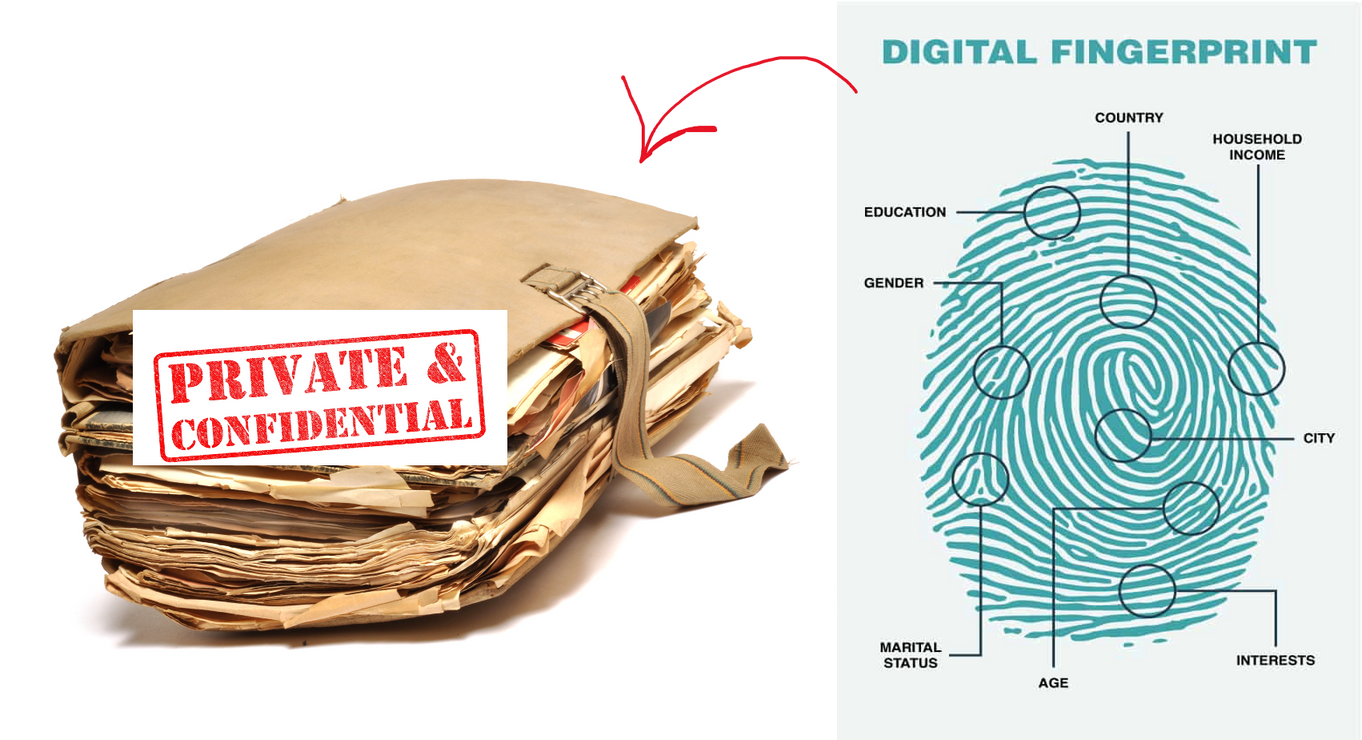 PRIVATE &
CONFIDENTIAL
DIGITAL FINGERPRINT
COUNTRY
HOUSEHOLD
INCOME
EDUCATION
GENDER
CITY
MARITAL
STATUS
AGE
INTERESTS